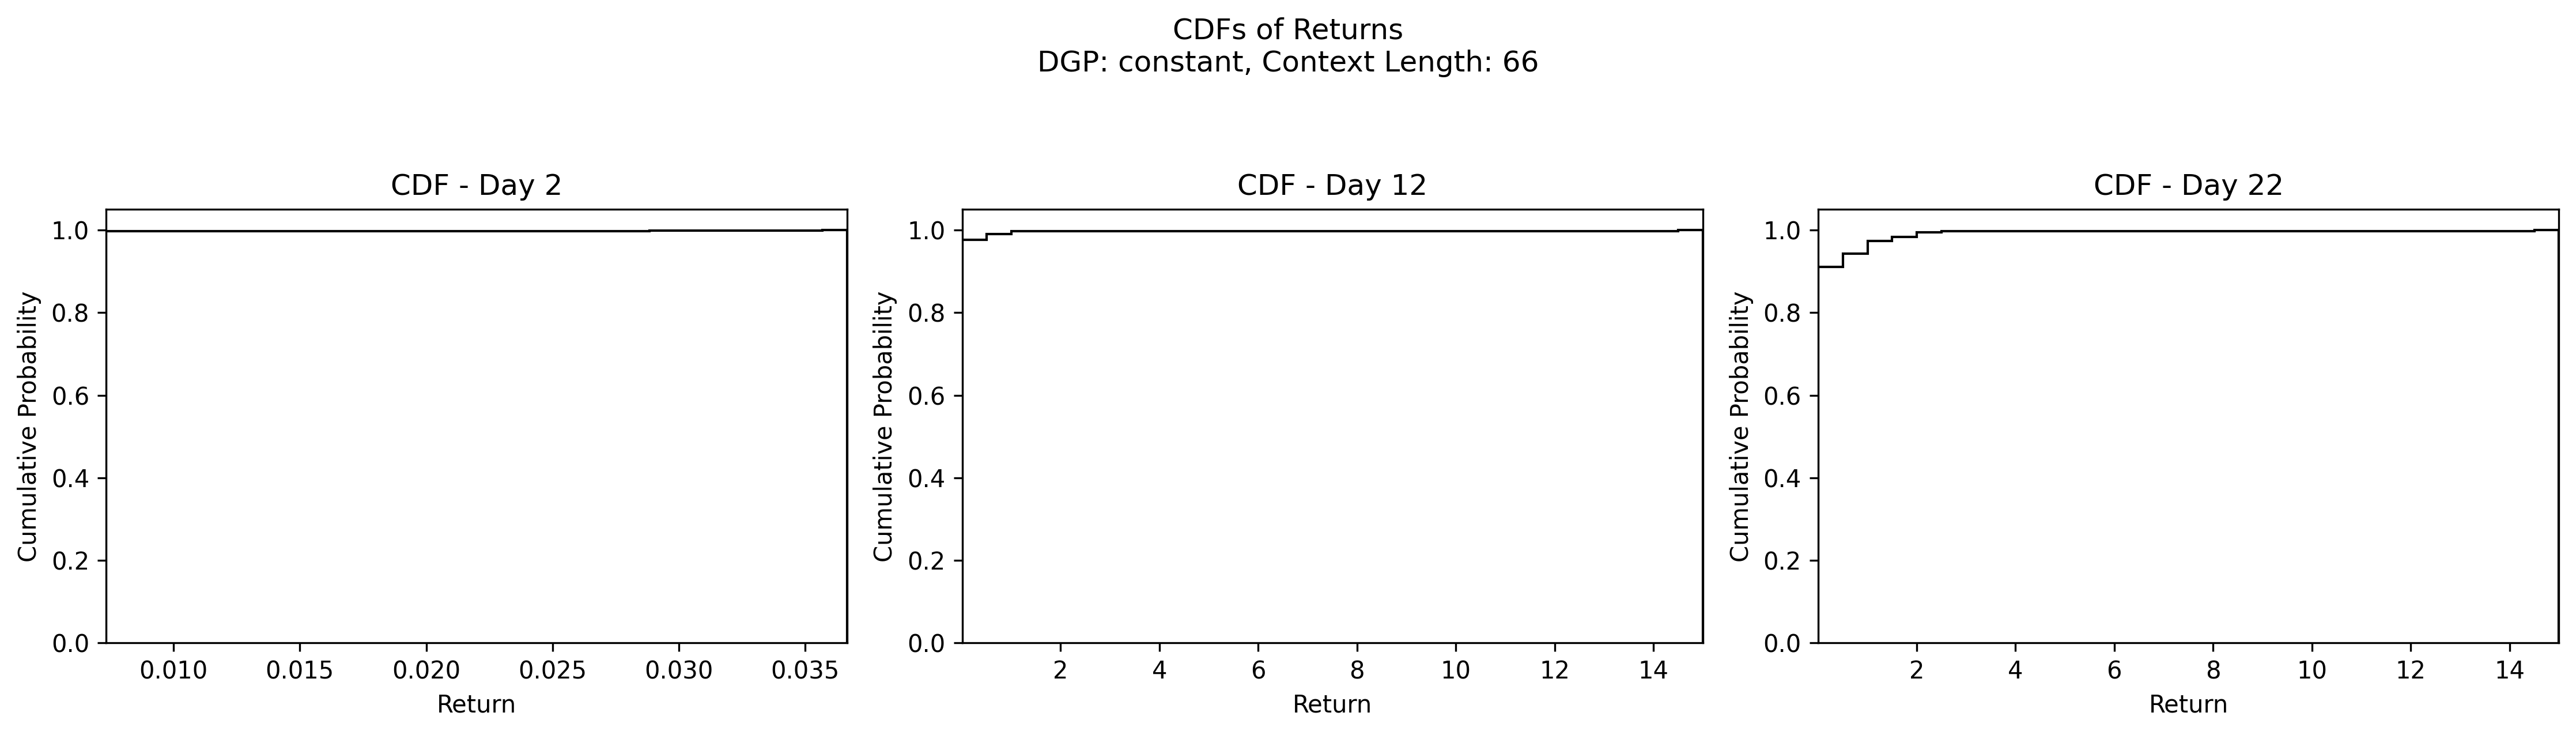 CDFs of Returns
DGP: constant, Context Length: 66
CDF - Day 2
1.0
0.8
0.6
0.4
0.2
0.0
Cumulative Probability
0.010 0.015 0.020 0.025 0.030 0.035
Return
CDF - Day 12
1.0
0.8
0.6
0.4
0.2
0.0
Cumulative Probability
2 4 6 8 10 12 14
Return
CDF - Day 22
1.0
0.8
0.6
0.4
0.2
0.0
Cumulative Probability
2 4 6 8 10 12 14
Return